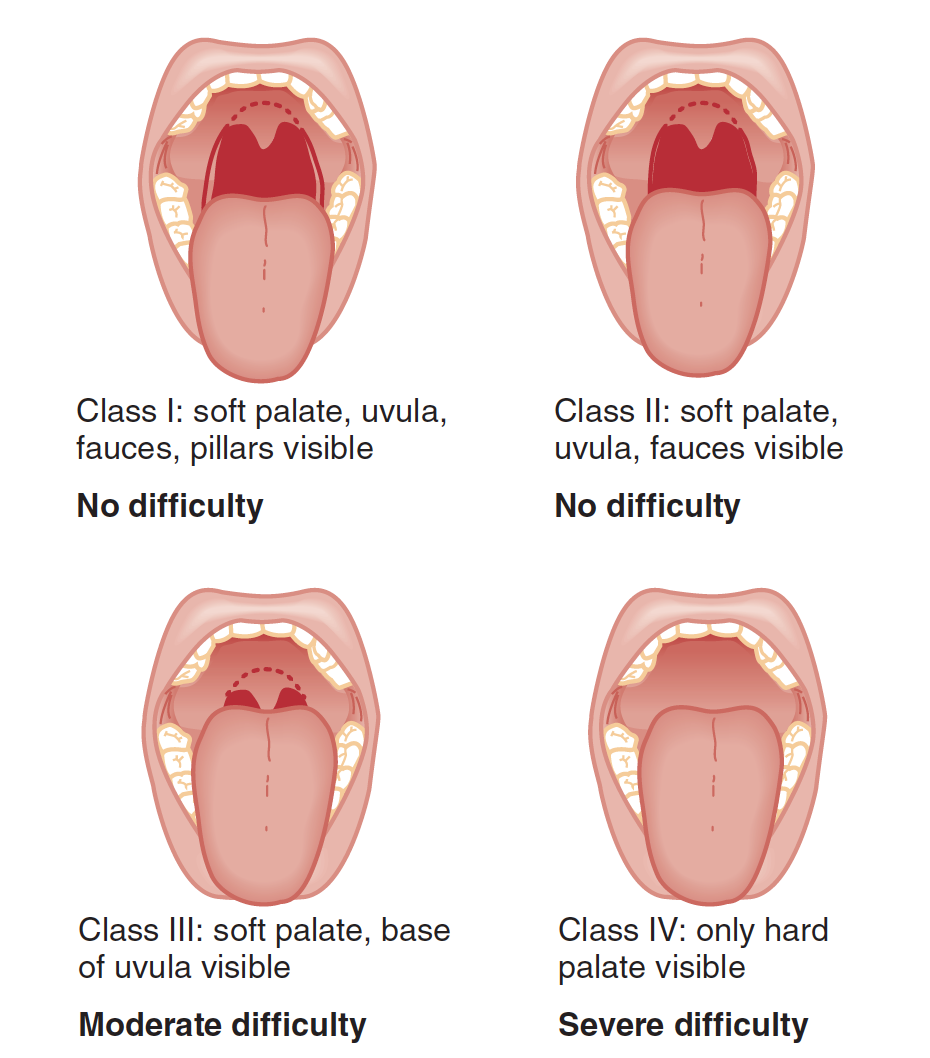 Class I: soft palate, uvula,
fauces, pillars visible
No difficulty
Class II: soft palate,
uvula, fauces visible
No difficulty
Class III: soft palate, base
of uvula visible
Moderate difficulty
Class IV: only hard
palate visible
Severe difficulty